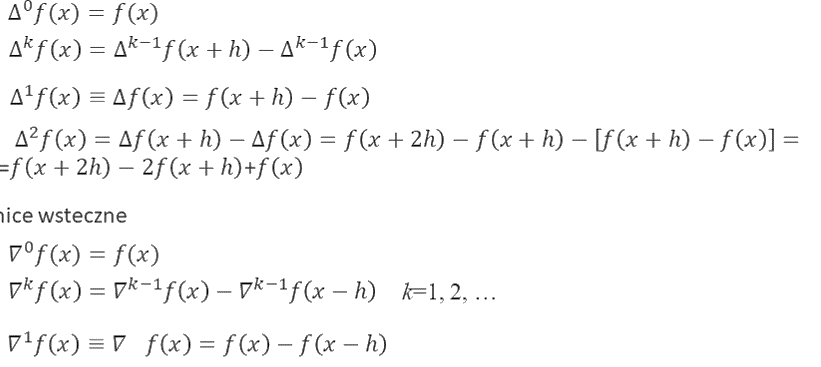 Δ⁰f(x) = f(x)
Δᵏf(x) = Δᵏ⁻¹f(x + h) − Δᵏ⁻¹f(x)
Δ¹f(x) ≡ Δf(x) = f(x + h) − f(x)
Δ²f(x) = Δf(x + h) − Δf(x) = f(x + 2h) − f(x + h) − [f(x + h) − f(x)] =
=f(x + 2h) − 2f(x + h)+f(x)
wsteczne
∇⁰f(x) = f(x)
∇ᵏf(x) = ∇ᵏ⁻¹f(x) − ∇ᵏ⁻¹f(x − h) k=1, 2, …
∇¹f(x) ≡ ∇ f(x) = f(x) − f(x − h)